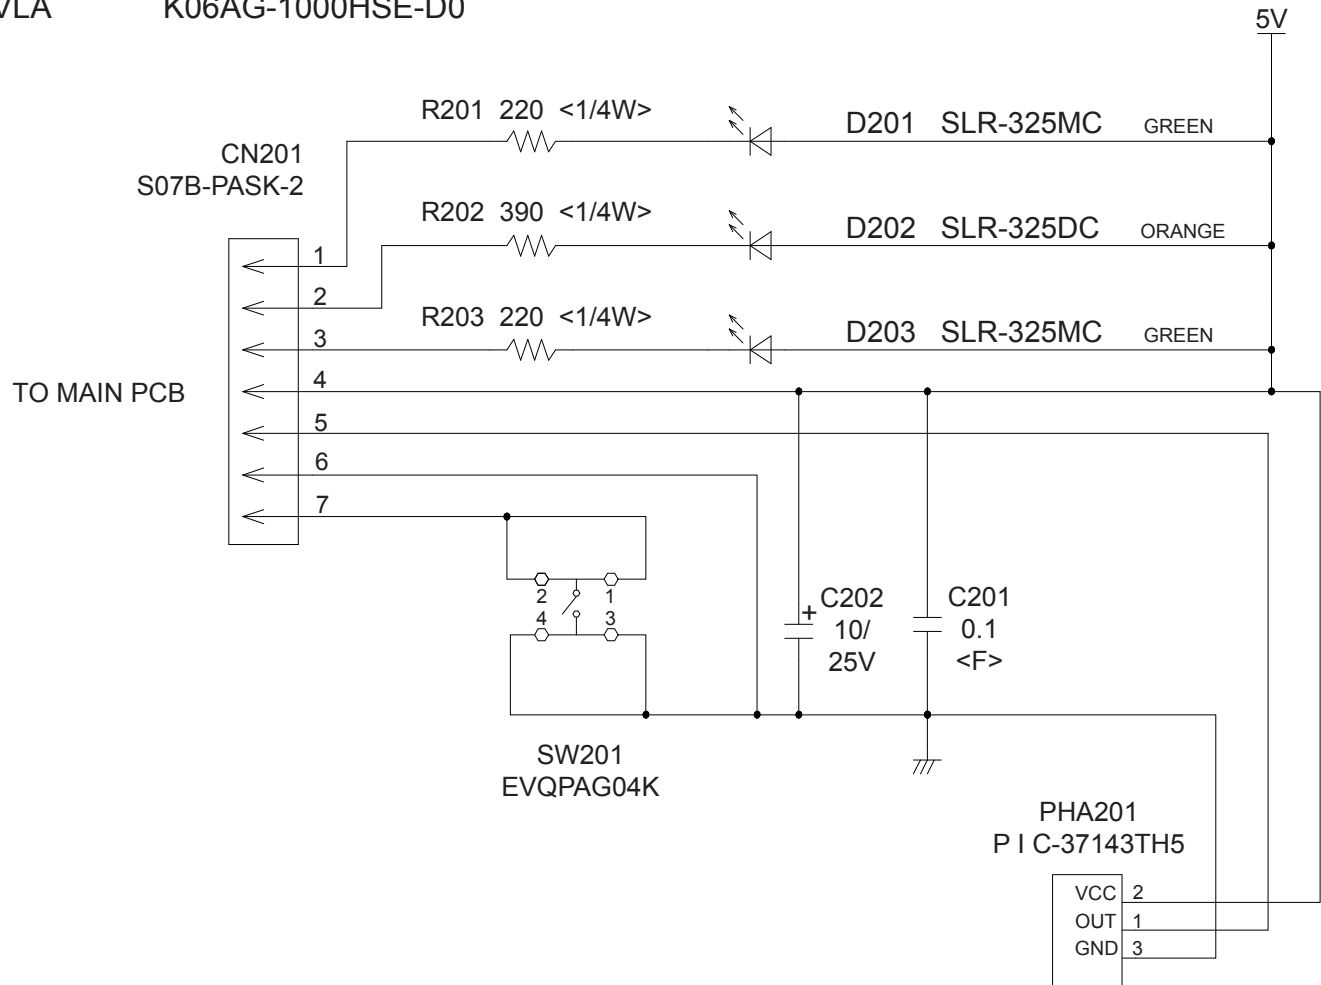 VLA K06AG-1000HSE-D0
5V
R201 220 <1/4W>
D201 SLR-325MC GREEN
CN201
S07B-PASK-2
R202 390 <1/4W>
D202 SLR-325DC ORANGE
1
2
R203 220 <1/4W>
D203 SLR-325MC GREEN
3
TO MAIN PCB
4
5
6
7
2 1
4 3
+
C202
10/
25V
C201
0.1
<F>
SW201
EVQPAG04K
PHA201
P I C-37143TH5
VCC 2
OUT 1
GND 3